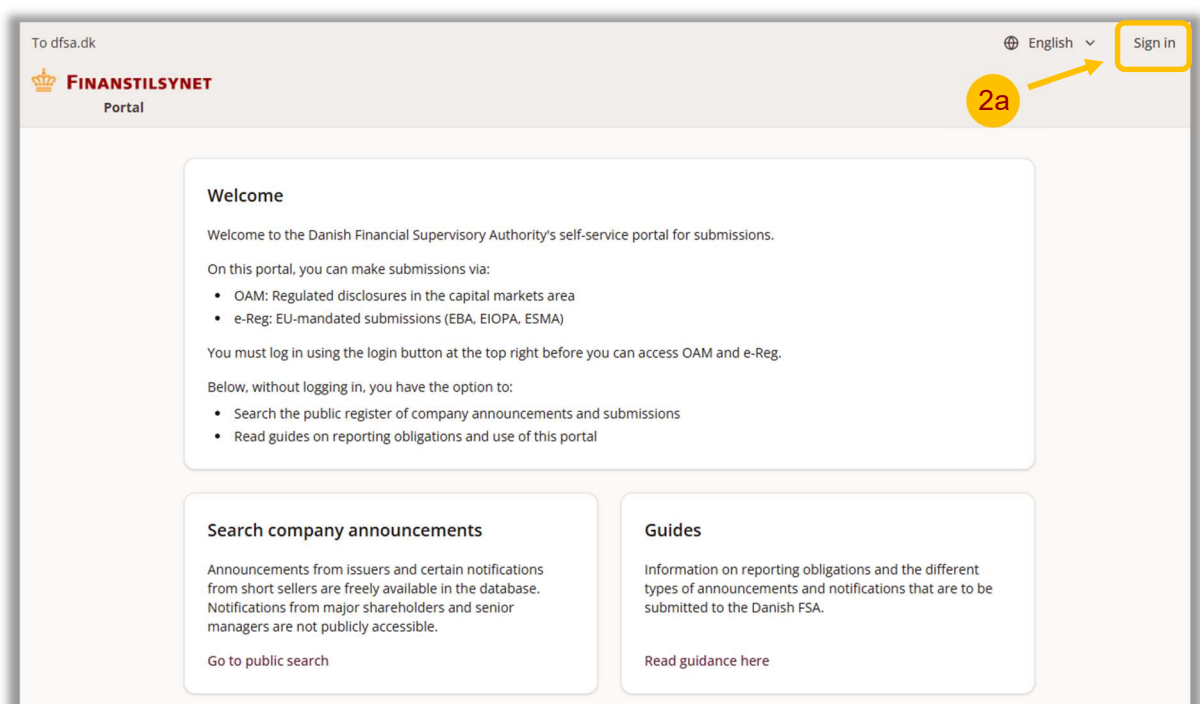 To dfsa.dk
English
Sign in
FINANSTILSYNET
Portal
2a
Welcome
Welcome to the Danish Financial Supervisory Authority's self-service portal for submissions.
On this portal, you can make submissions via:
• OAM: Regulated disclosures in the capital markets area
• e-Reg: EU-mandated submissions (EBA, EIOPA, ESMA)
You must log in using the login button at the top right before you can access OAM and e-Reg.
Below, without logging in, you have the option to:
• Search the public register of company announcements and submissions
• Read guides on reporting obligations and use of this portal
Search company announcements
Announcements from issuers and certain notifications
from short sellers are freely available in the database.
Notifications from major shareholders and senior
managers are not publicly accessible.
Go to public search
Guides
Information on reporting obligations and the different
types of announcements and notifications that are to be
submitted to the Danish FSA.
Read guidance here